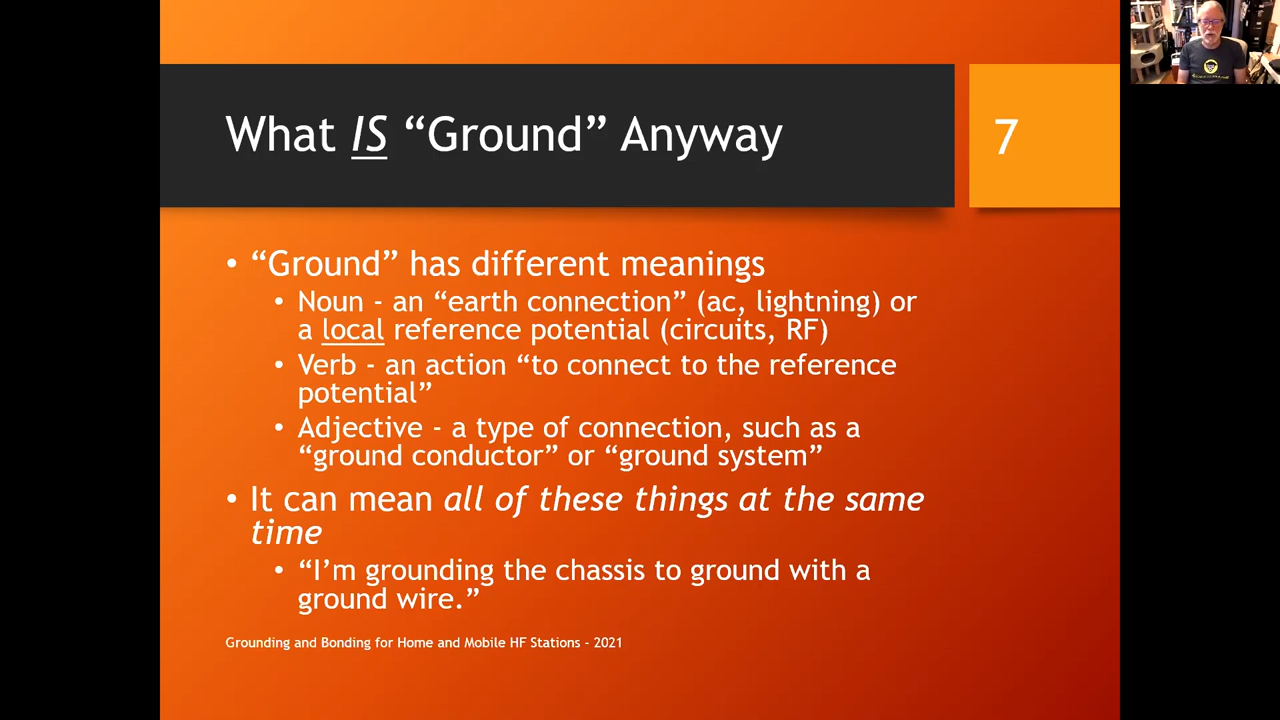 What IS “Ground” Anyway
7
• “Ground” has different meanings
• Noun - an “earth connection” (ac, lightning) or
a local reference potential (circuits, RF)
• Verb - an action “to connect to the reference
potential”
• Adjective - a type of connection, such as a
“ground conductor” or “ground system”
• It can mean all of these things at the same
time
• “I’m grounding the chassis to ground with a
ground wire.”
Grounding and Bonding for Home and Mobile HF Stations - 2021